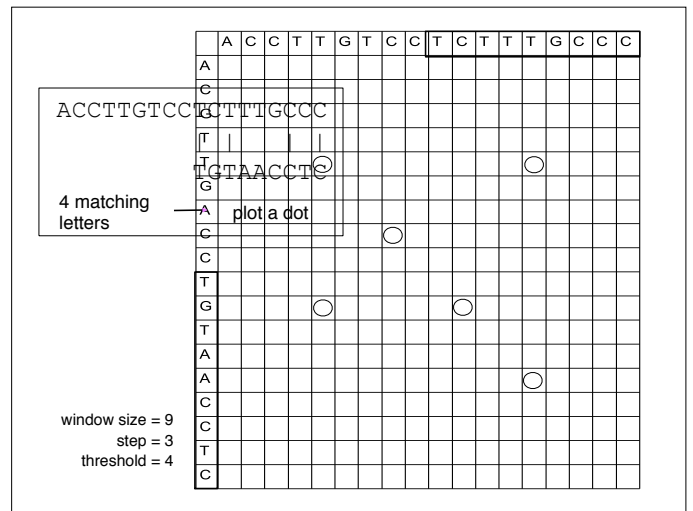 A C C T T G T C C T C T T T G C C C
A
C
G
T
T
G
A
C
C
T
G
T
A
A
C
C
T
C
ACCTTGTCCTCTTTGCCC
TGTAACCTC
4 matching
letters
plot a dot
window size = 9
step = 3
threshold = 4